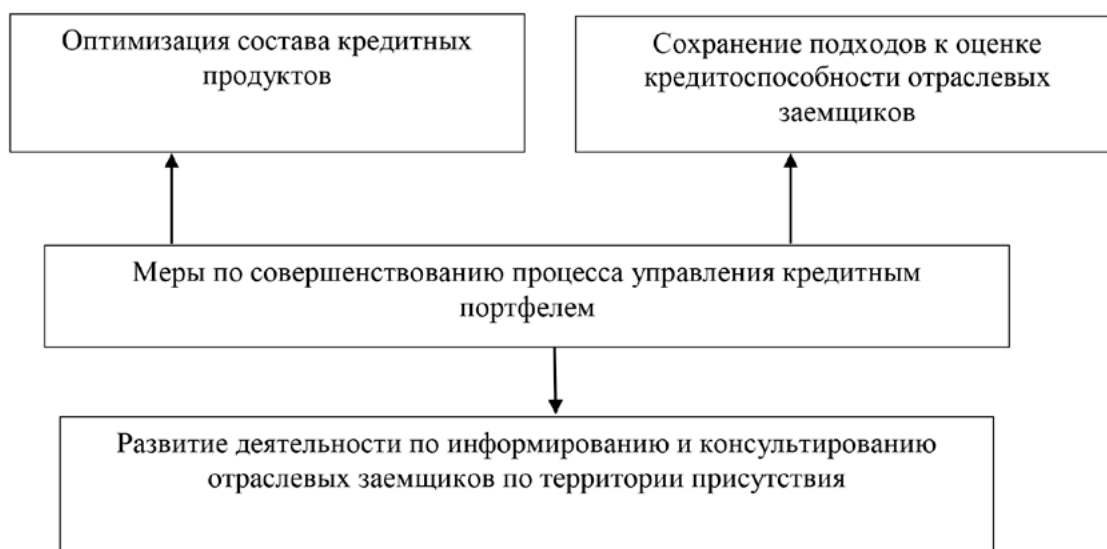 Оптимизация состава кредитных
продуктов
Сохранение подходов к оценке
кредитоспособности отраслевых
заемщиков
Меры по совершенствованию процесса управления кредитным
портфелем
Развитие деятельности по информированию и консультированию
отраслевых заемщиков по территории присутствия